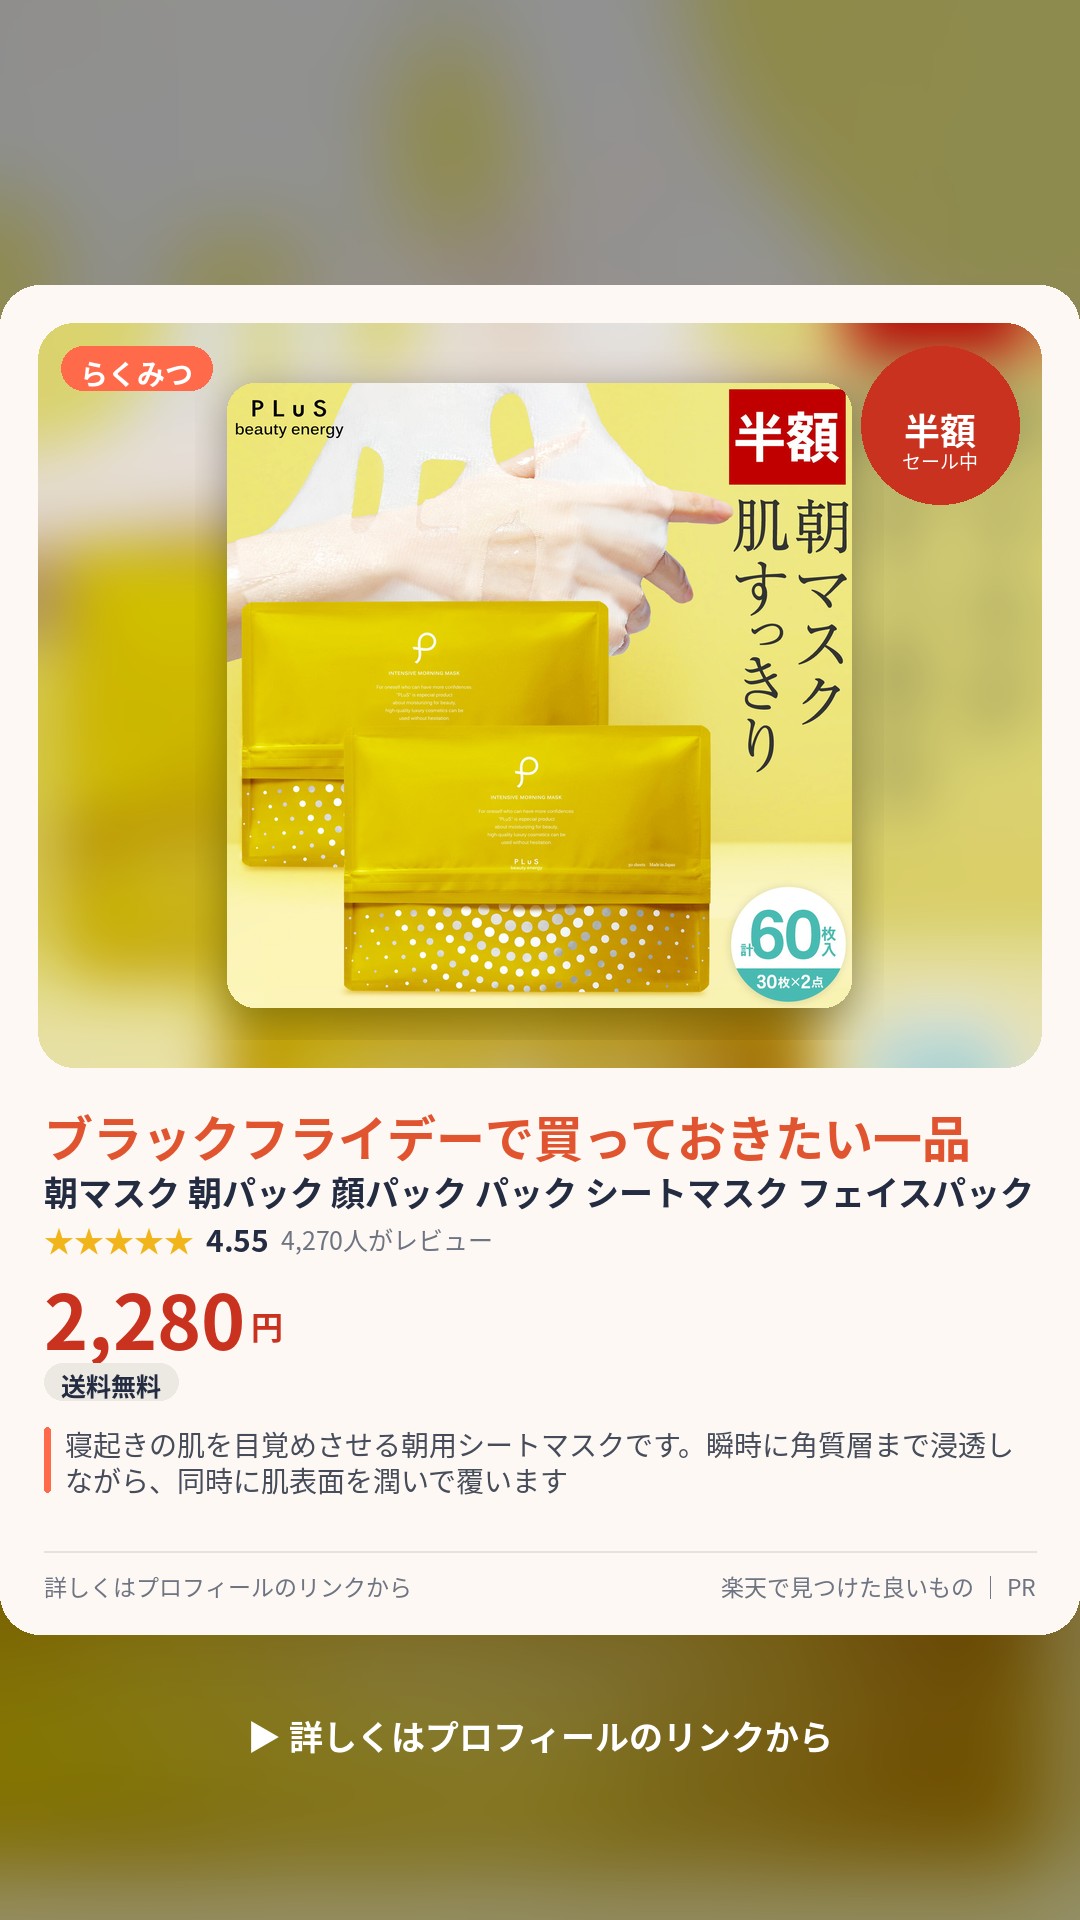 らくみつ
半額
セール中
PLuS
beauty energy
半額
朝マスク
肌すっきり
INTENSIVE MORNING MASK
INTENSIVE MORNING MASK
PLuS
beauty energy
計60枚入
30枚×2点
ブラックフライデーで買っておきたい一品
朝マスク 朝パック 顔パック パック シートマスク フェイスパック
★★★★★ 4.55 4,270人がレビュー
2,280円
送料無料
寝起きの肌を目覚めさせる朝用シートマスクです。瞬時に角質層まで浸透し
ながら、同時に肌表面を潤いで覆います
詳しくはプロフィールのリンクから
楽天で見つけた良いもの｜PR
▶ 詳しくはプロフィールのリンクから